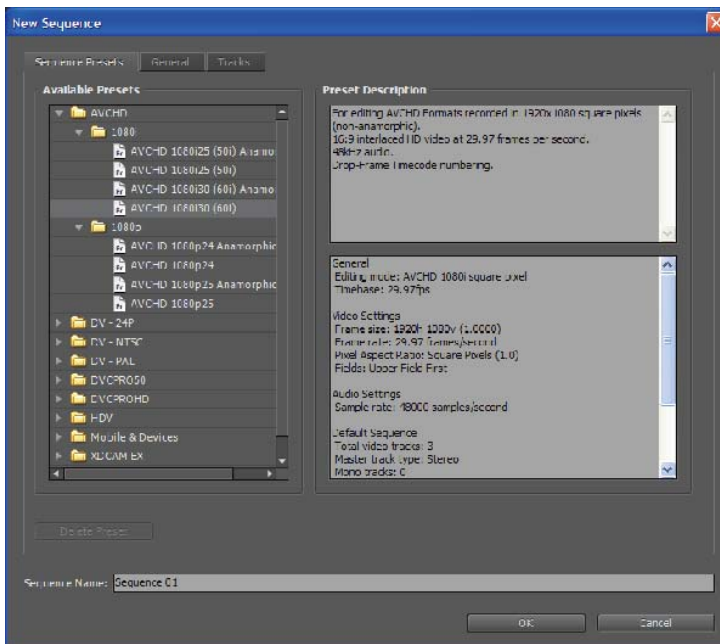 New Sequence
Sequence Presets
General
Tracks
Available Presets
AVCHD
1080i
AVCHD 1080i25 (50i) Anamo
AVCHD 1080i25 (50i)
AVCHD 1080i30 (60i) Anamo
AVCHD 1080i30 (60i)
1080p
AVCHD 1080p24 Anamorphic
AVCHD 1080p24
AVCHD 1080p25 Anamorphic
AVCHD 1080p25
DV - 24P
DV - NTSC
DV - PAL
DVCPRO50
DVCPROHD
HDV
Mobile & Devices
XDCAM EX
Delete Preset
Preset Description
For editing AVCHD Formats recorded in 1920x1080 square pixels
(non-anamorphic).
16:9 interlaced HD video at 29.97 frames per second.
48kHz audio.
Drop-Frame Timecode numbering.
General
Editing mode: AVCHD 1080i square pixel
Timebase: 29.97fps
Video Settings
Frame size: 1920h 1080v (1.0000)
Frame rate: 29.97 frames/second
Pixel Aspect Ratio: Square Pixels (1.0)
Fields: Upper Field First
Audio Settings
Sample rate: 48000 samples/second
Default Sequence
Total video tracks: 3
Master track type: Stereo
Mono tracks: 0
Sequence Name: Sequence 01
OK
Cancel